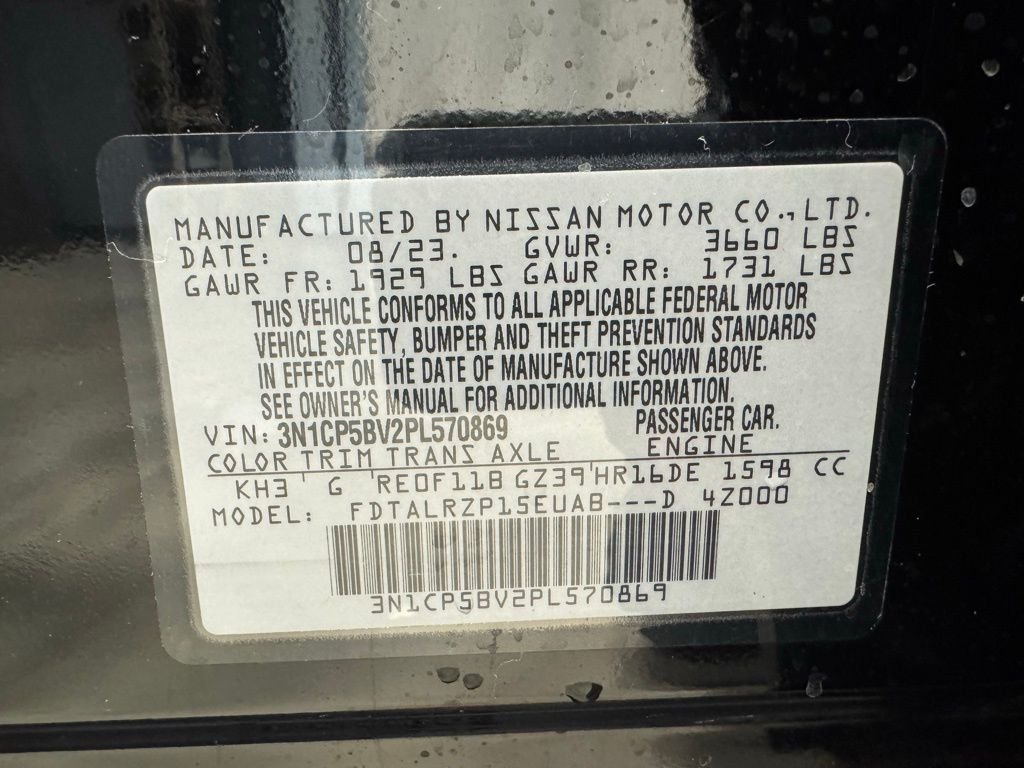 MANUFACTURED BY NISSAN MOTOR CO., LTD.
DATE: 08/23. GVWR: 3660 LBS
GAWR FR: 1929 LBS GAWR RR: 1731 LBS
THIS VEHICLE CONFORMS TO ALL APPLICABLE FEDERAL MOTOR
VEHICLE SAFETY, BUMPER AND THEFT PREVENTION STANDARDS
IN EFFECT ON THE DATE OF MANUFACTURE SHOWN ABOVE.
SEE OWNER'S MANUAL FOR ADDITIONAL INFORMATION.
VIN: 3N1CP5BV2PL570869 PASSENGER CAR.
COLOR TRIM TRANS AXLE ENGINE
KH3 G RE0F11B GZ39 HR16DE 1598 CC
MODEL: FDTALRZP15EUAB---D 4Z000
3N1CP5BV2PL570869